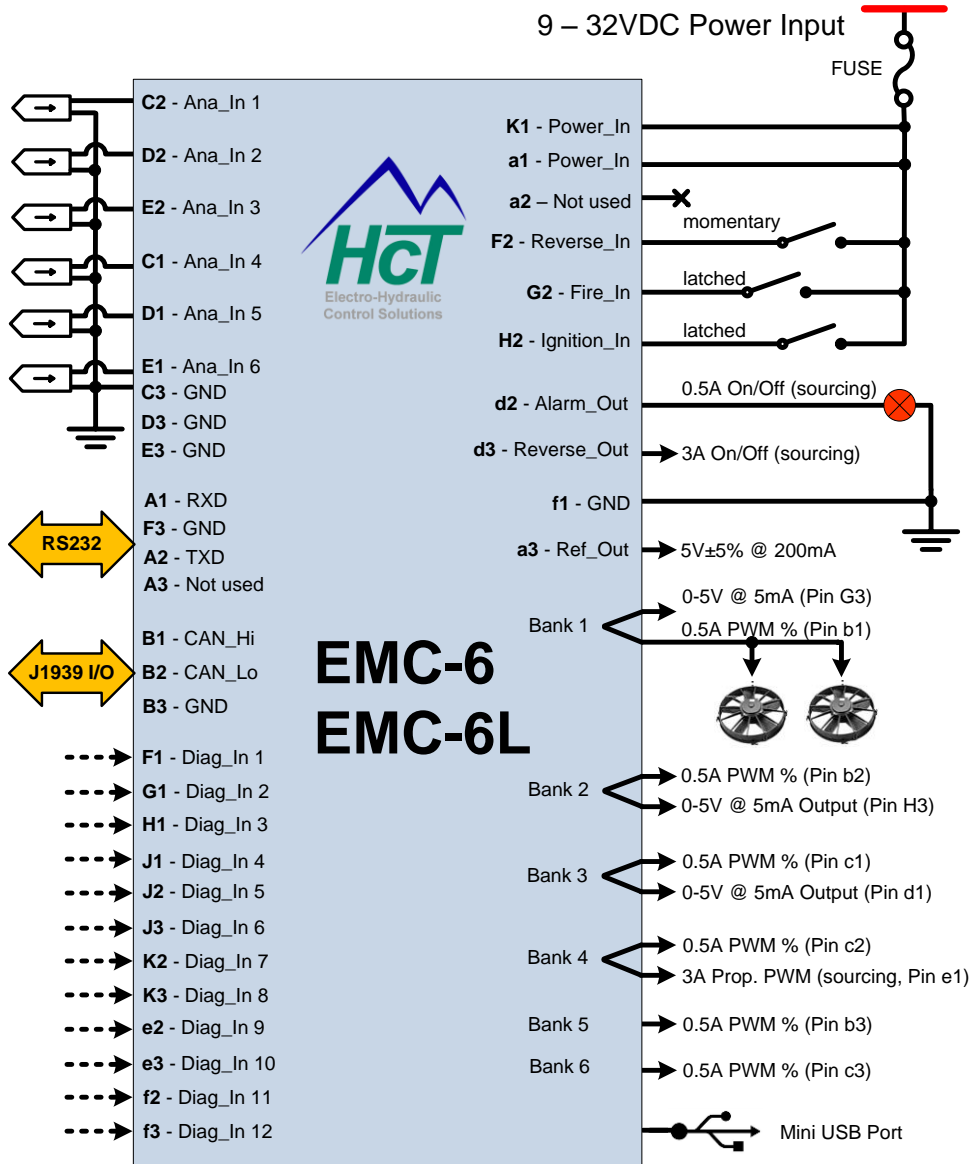 9 – 32VDC Power Input
FUSE
C2 - Ana_In 1
D2 - Ana_In 2
E2 - Ana_In 3
C1 - Ana_In 4
D1 - Ana_In 5
E1 - Ana_In 6
C3 - GND
D3 - GND
E3 - GND
A1 - RXD
F3 - GND
A2 - TXD
A3 - Not used
RS232
B1 - CAN_Hi
B2 - CAN_Lo
B3 - GND
J1939 I/O
F1 - Diag_In 1
G1 - Diag_In 2
H1 - Diag_In 3
J1 - Diag_In 4
J2 - Diag_In 5
J3 - Diag_In 6
K2 - Diag_In 7
K3 - Diag_In 8
e2 - Diag_In 9
e3 - Diag_In 10
f2 - Diag_In 11
f3 - Diag_In 12
HCT
Electro-Hydraulic
Control Solutions
EMC-6
EMC-6L
K1 - Power_In
a1 - Power_In
a2 – Not used
F2 - Reverse_In
momentary
G2 - Fire_In
latched
H2 - Ignition_In
latched
d2 - Alarm_Out
0.5A On/Off (sourcing)
d3 - Reverse_Out
3A On/Off (sourcing)
f1 - GND
a3 - Ref_Out
5V±5% @ 200mA
Bank 1
0-5V @ 5mA (Pin G3)
0.5A PWM % (Pin b1)
Bank 2
0.5A PWM % (Pin b2)
0-5V @ 5mA Output (Pin H3)
Bank 3
0.5A PWM % (Pin c1)
0-5V @ 5mA Output (Pin d1)
Bank 4
0.5A PWM % (Pin c2)
3A Prop. PWM (sourcing, Pin e1)
Bank 5
0.5A PWM % (Pin b3)
Bank 6
0.5A PWM % (Pin c3)
Mini USB Port